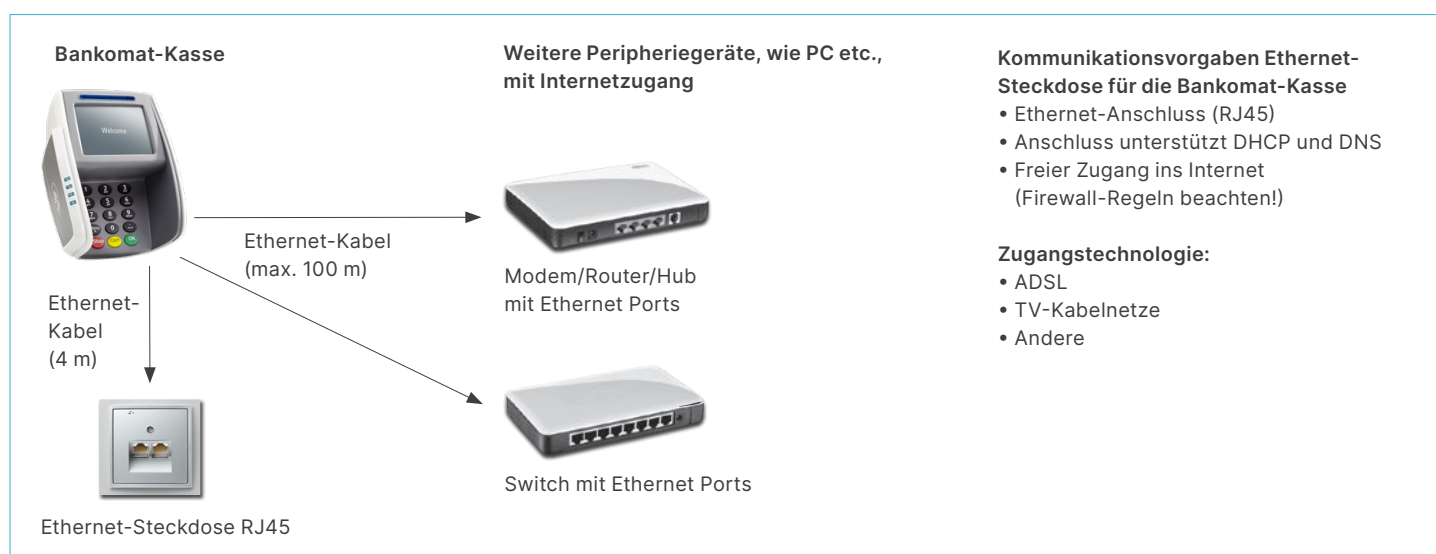 Bankomat-Kasse
Welcome
Ethernet-Kabel
(max. 100 m)
Ethernet-
Kabel
(4 m)
Ethernet-Steckdose RJ45
Weitere Peripheriegeräte, wie PC etc.,
mit Internetzugang
Modem/Router/Hub
mit Ethernet Ports
Switch mit Ethernet Ports
Kommunikationsvorgaben Ethernet-
Steckdose für die Bankomat-Kasse
• Ethernet-Anschluss (RJ45)
• Anschluss unterstützt DHCP und DNS
• Freier Zugang ins Internet
(Firewall-Regeln beachten!)
Zugangstechnologie:
• ADSL
• TV-Kabelnetze
• Andere